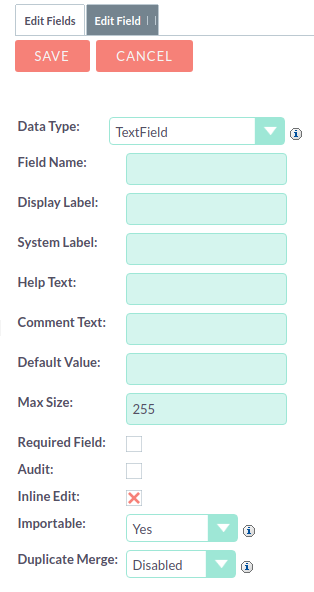 Edit Fields Edit Field
SAVE CANCEL
Data Type: TextField
Field Name:
Display Label:
System Label:
Help Text:
Comment Text:
Default Value:
Max Size: 255
Required Field:
Audit:
Inline Edit:
Importable: Yes
Duplicate Merge: Disabled